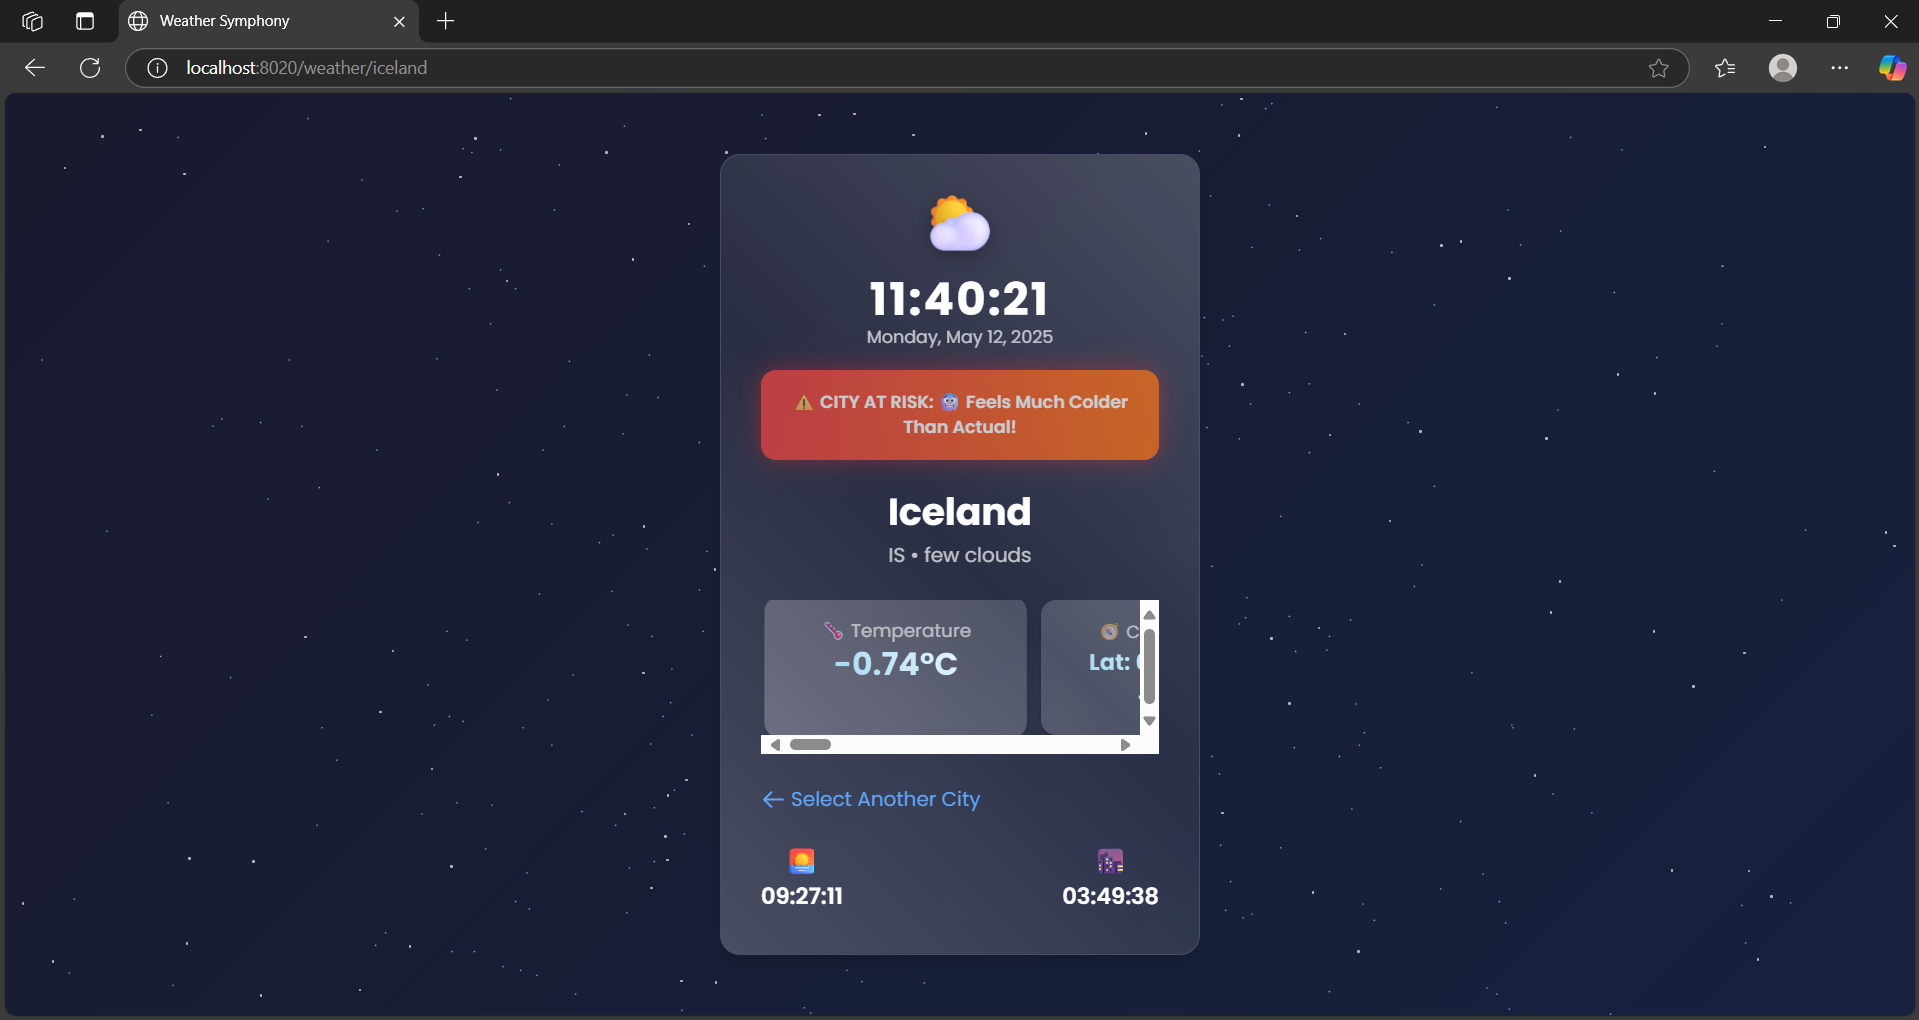 Weather Symphony
localhost:8020/weather/iceland
11:40:21
Monday, May 12, 2025
⚠️ CITY AT RISK: 🥶 Feels Much Colder
Than Actual!
Iceland
IS • few clouds
🌡️ Temperature
-0.74°C
🧭 C
Lat:
← Select Another City
09:27:11
03:49:38